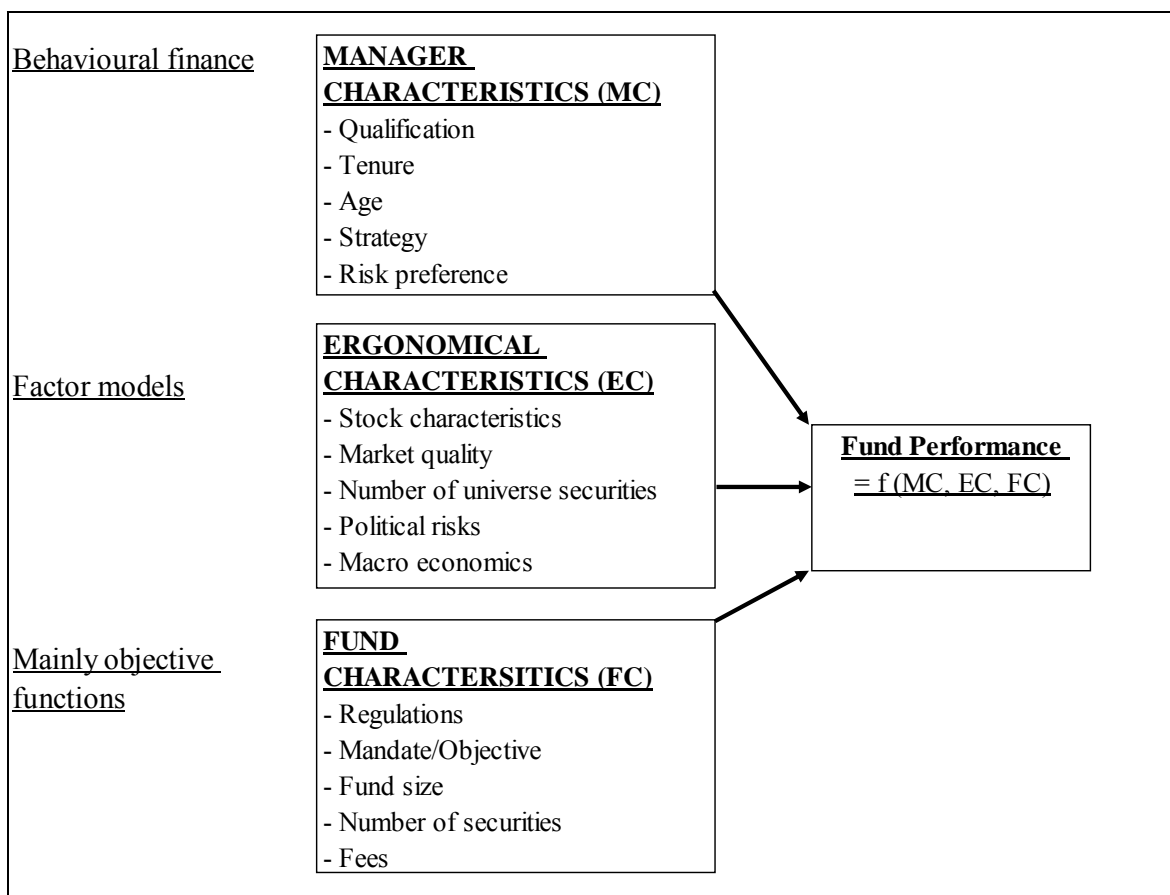 Behavioural finance
MANAGER
CHARACTERISTICS (MC)
- Qualification
- Tenure
- Age
- Strategy
- Risk preference
Factor models
ERGONOMICAL
CHARACTERISTICS (EC)
- Stock characteristics
- Market quality
- Number of universe securities
- Political risks
- Macro economics
Mainly objective
functions
FUND
CHARACTERSITICS (FC)
- Regulations
- Mandate/Objective
- Fund size
- Number of securities
- Fees
Fund Performance
= f (MC, EC, FC)